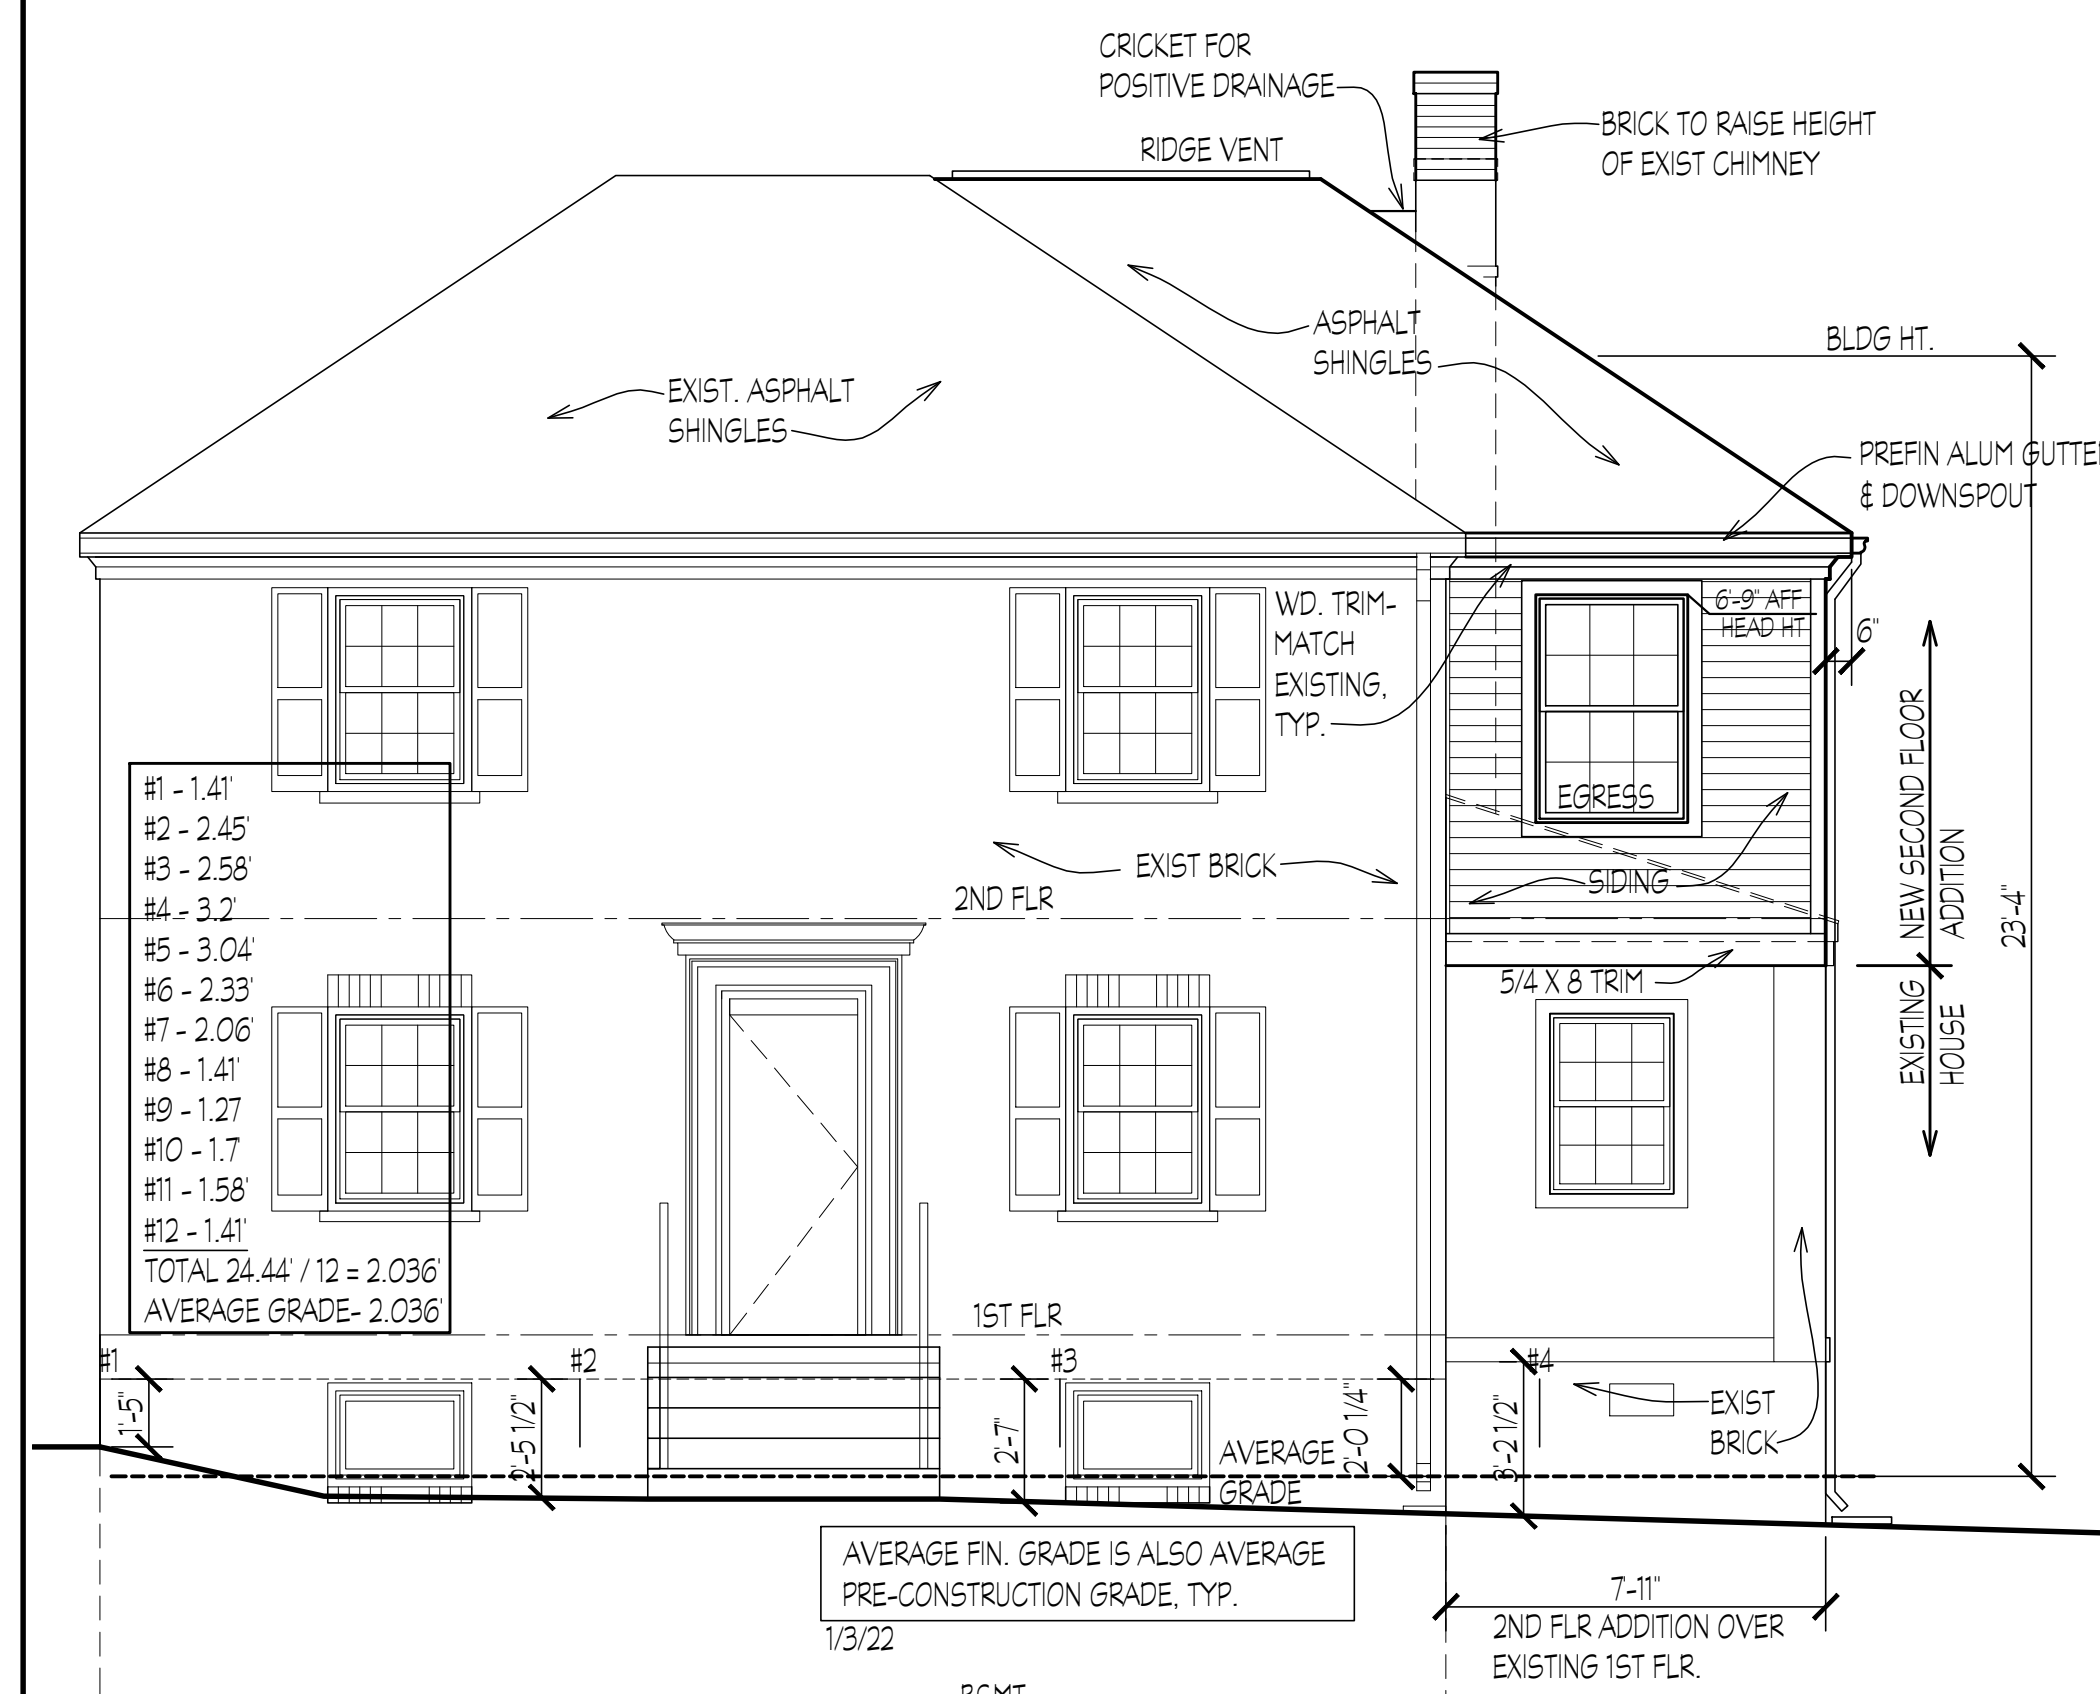 CRICKET FOR
POSITIVE DRAINAGE
BRICK TO RAISE HEIGHT
OF EXIST CHIMNEY
RIDGE VENT
ASPHALT
SHINGLES
BLDG HT.
EXIST. ASPHALT
SHINGLES
PREFIN ALUM GUTTE
& DOWNSPOUT
WD. TRIM-
MATCH
EXISTING,
TYP.
6'-9" AFF
HEAD HT
6"
EGRESS
SIDING
EXIST BRICK
2ND FLR
NEW SECOND FLOOR
ADDITION
23'-4"
5/4 X 8 TRIM
EXISTING
HOUSE
#1 - 1.41'
#2 - 2.45'
#3 - 2.58'
#4 - 3.2'
#5 - 3.04'
#6 - 2.33'
#7 - 2.06'
#8 - 1.41'
#9 - 1.27
#10 - 1.7'
#11 - 1.58'
#12 - 1.41'
TOTAL 24.44' / 12 = 2.036'
AVERAGE GRADE- 2.036'
1ST FLR
#1
#2
#3
#4
1'-5"
2'-5 1/2"
2'-7"
2'-0 1/4"
3'-2 1/2"
EXIST
BRICK
AVERAGE
GRADE
AVERAGE FIN. GRADE IS ALSO AVERAGE
PRE-CONSTRUCTION GRADE, TYP.
1/3/22
7'-11"
2ND FLR ADDITION OVER
EXISTING 1ST FLR.